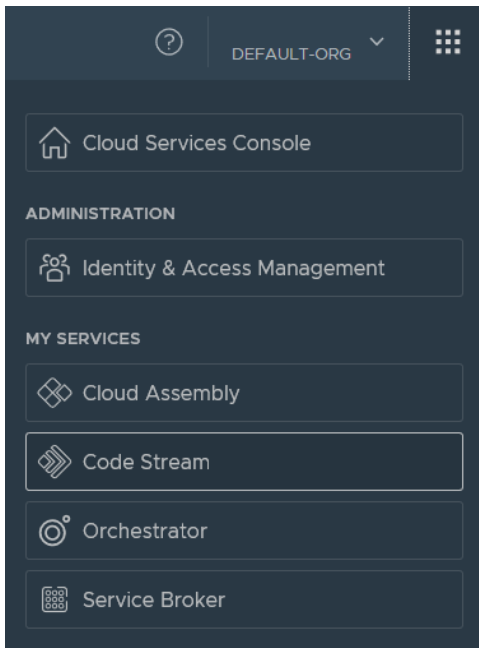 DEFAULT-ORG
Cloud Services Console
ADMINISTRATION
Identity & Access Management
MY SERVICES
Cloud Assembly
Code Stream
Orchestrator
Service Broker